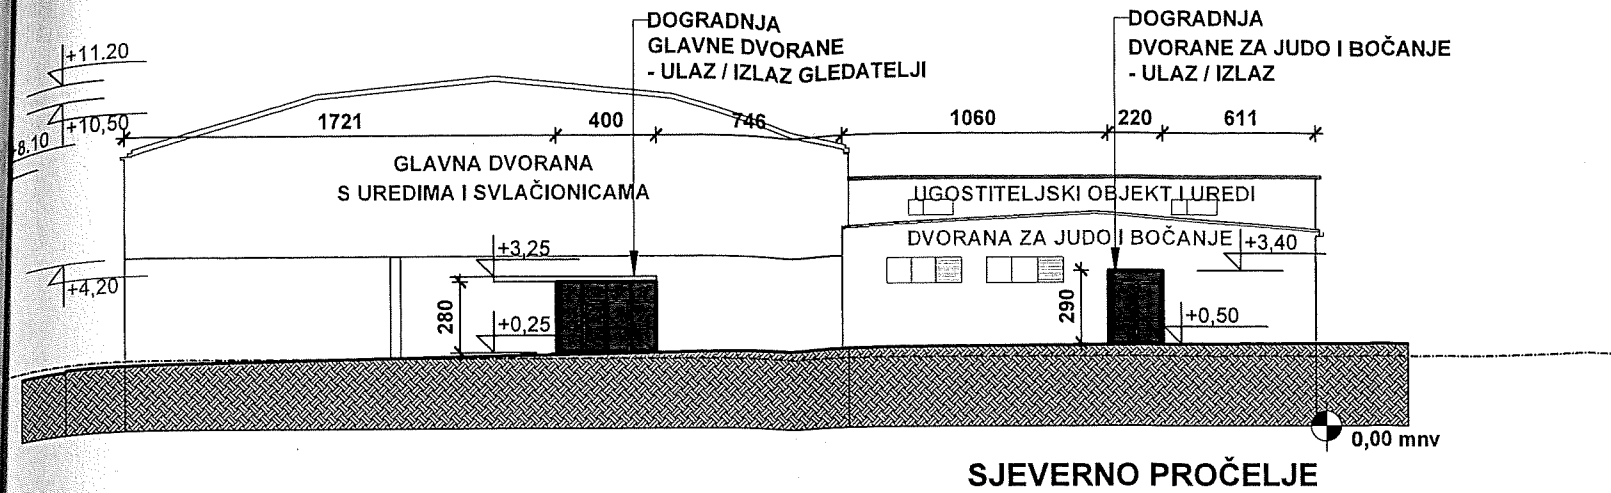 DOGRADNJA
GLAVNE DVORANE
- ULAZ / IZLAZ GLEDATELJI
DOGRADNJA
DVORANE ZA JUDO I BOČANJE
- ULAZ / IZLAZ
+11.20
+10,50
+8.10
1721
400
746
1060
220
611
GLAVNA DVORANA
S UREDIMA I SVLAČIONICAMA
UGOSTITELJSKI OBJEKT I UREDI
DVORANA ZA JUDO I BOČANJE
+3,25
+3,40
+4,20
280
+0,25
290
+0,50
0,00 mnv
SJEVERNO PROČELJE